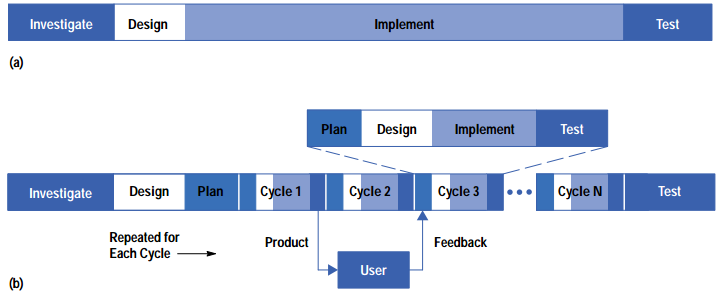 Investigate Design Implement Test
(a)
Plan Design Implement Test
Investigate Design Plan Cycle 1 Cycle 2 Cycle 3 Cycle N Test
Repeated for
Each Cycle
Product
Feedback
User
(b)